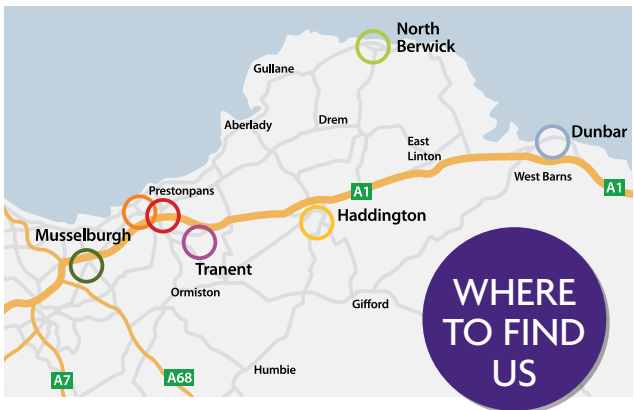 North
Berwick
Gullane
Aberlady
Drem
East
Linton
Dunbar
West Barns
A1
A1
Prestonpans
Haddington
Musselburgh
Tranent
Ormiston
Gifford
Humbie
A7
A68
WHERE
TO FIND
US